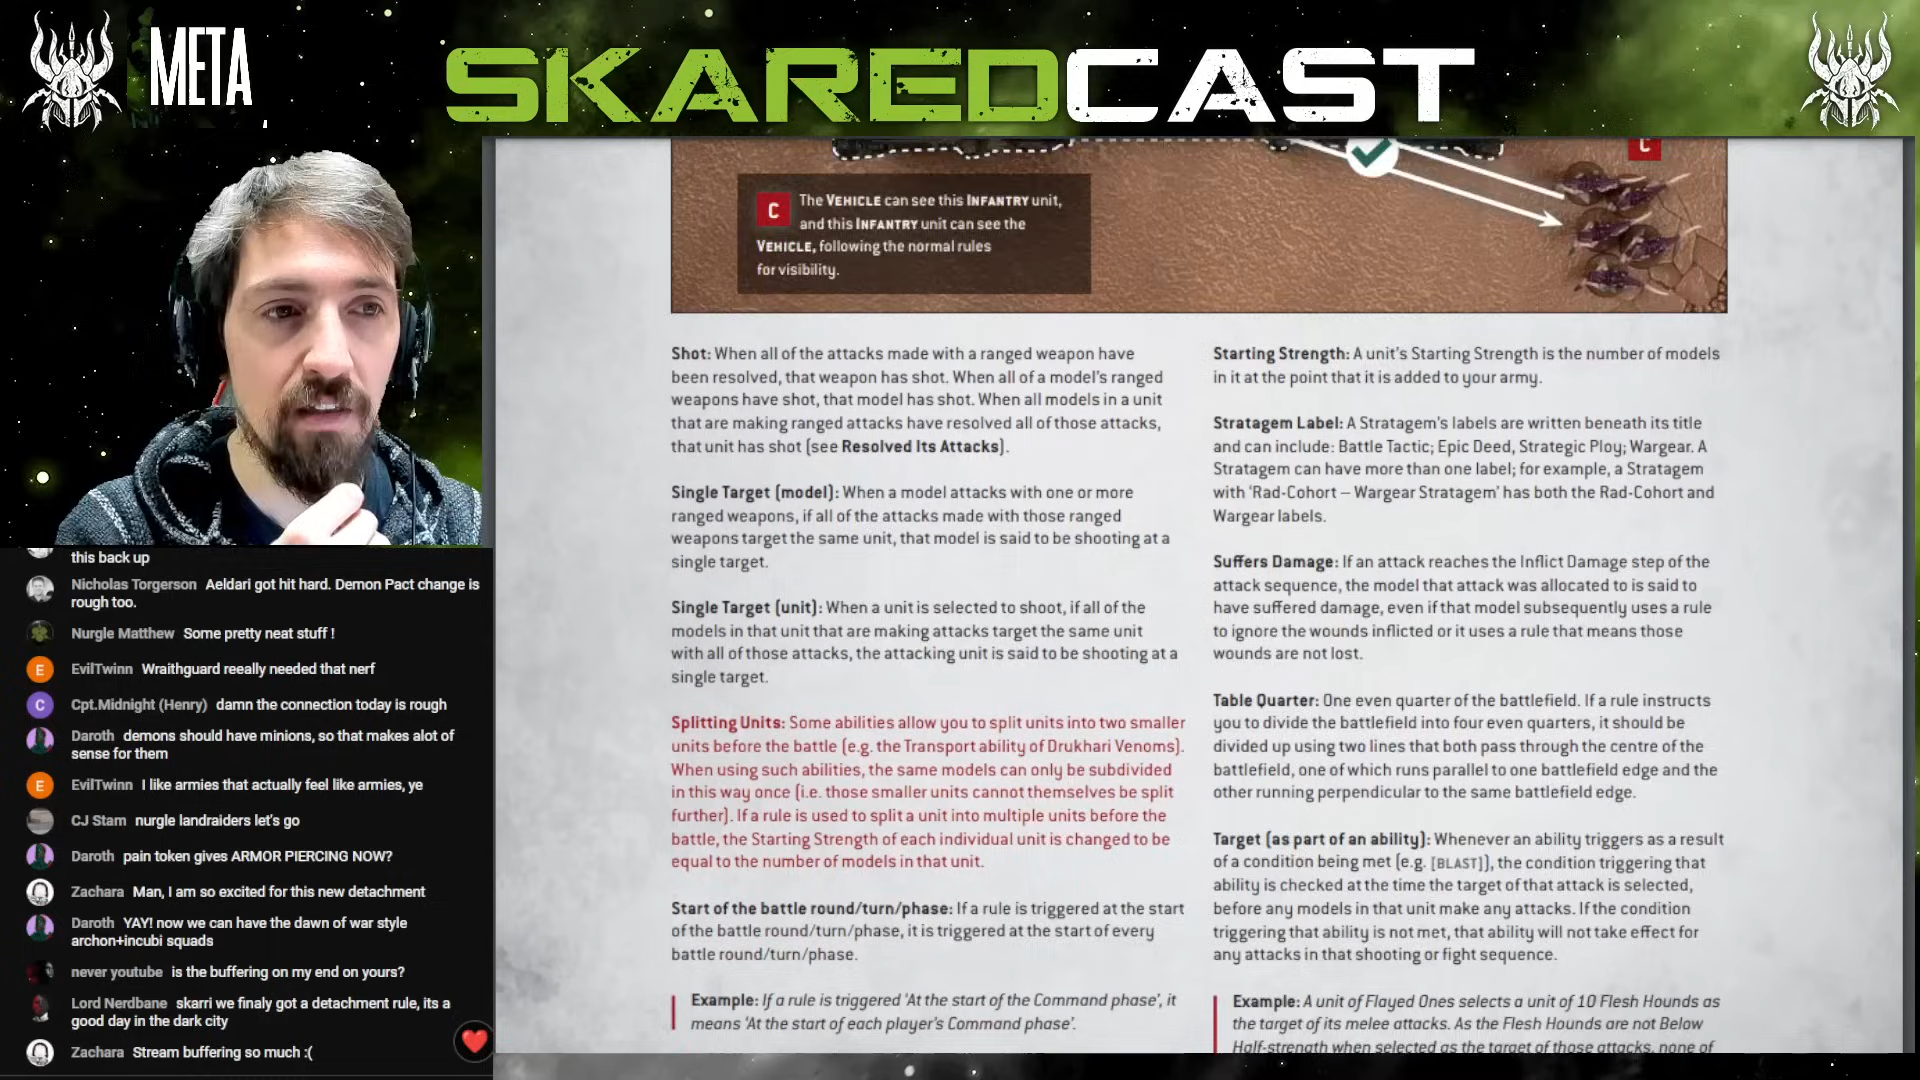 META
SKAREDCAST
C
C
The VEHICLE can see this INFANTRY unit,
and this INFANTRY unit can see the
VEHICLE, following the normal rules
for visibility.
Shot: When all of the attacks made with a ranged weapon have
been resolved, that weapon has shot. When all of a model's ranged
weapons have shot, that model has shot. When all models in a unit
that are making ranged attacks have resolved all of those attacks,
that unit has shot (see Resolved Its Attacks).
Single Target (model): When a model attacks with one or more
ranged weapons, if all of the attacks made with those ranged
weapons target the same unit, that model is said to be shooting at a
single target.
Single Target (unit): When a unit is selected to shoot, if all of the
models in that unit that are making attacks target the same unit
with all of those attacks, the attacking unit is said to be shooting at a
single target.
Splitting Units: Some abilities allow you to split units into two smaller
units before the battle (e.g. the Transport ability of Drukhari Venoms).
When using such abilities, the same models can only be subdivided
in this way once (i.e. those smaller units cannot themselves be split
further). If a rule is used to split a unit into multiple units before the
battle, the Starting Strength of each individual unit is changed to be
equal to the number of models in that unit.
Start of the battle round/turn/phase: If a rule is triggered at the start
of the battle round/turn/phase, it is triggered at the start of every
battle round/turn/phase.
Example: If a rule is triggered 'At the start of the Command phase', it
means 'At the start of each player's Command phase'.
Starting Strength: A unit's Starting Strength is the number of models
in it at the point that it is added to your army.
Stratagem Label: A Stratagem's labels are written beneath its title
and can include: Battle Tactic; Epic Deed, Strategic Ploy; Wargear. A
Stratagem can have more than one label; for example, a Stratagem
with 'Rad-Cohort – Wargear Stratagem' has both the Rad-Cohort and
Wargear labels.
Suffers Damage: If an attack reaches the Inflict Damage step of the
attack sequence, the model that attack was allocated to is said to
have suffered damage, even if that model subsequently uses a rule
to ignore the wounds inflicted or it uses a rule that means those
wounds are not lost.
Table Quarter: One even quarter of the battlefield. If a rule instructs
you to divide the battlefield into four even quarters, it should be
divided up using two lines that both pass through the centre of the
battlefield, one of which runs parallel to one battlefield edge and the
other running perpendicular to the same battlefield edge.
Target (as part of an ability): Whenever an ability triggers as a result
of a condition being met (e.g. [BLAST]), the condition triggering that
ability is checked at the time the target of that attack is selected,
before any models in that unit make any attacks. If the condition
triggering that ability is not met, that ability will not take effect for
any attacks in that shooting or fight sequence.
Example: A unit of Flayed Ones selects a unit of 10 Flesh Hounds as
the target of its melee attacks. As the Flesh Hounds are not Below
Half-strength when selected as the target of those attacks, none of
this back up
Nicholas Torgerson Aeldari got hit hard. Demon Pact change is
rough too.
Nurgle Matthew Some pretty neat stuff !
E
EvilTwinn Wraithguard reeally needed that nerf
C
Cpt.Midnight (Henry) damn the connection today is rough
Daroth demons should have minions, so that makes alot of
sense for them
E
EvilTwinn I like armies that actually feel like armies, ye
CJ Stam nurgle landraiders let's go
Daroth pain token gives ARMOR PIERCING NOW?
Zachara Man, I am so excited for this new detachment
Daroth YAY! now we can have the dawn of war style
archon+incubi squads
never youtube is the buffering on my end on yours?
Lord Nerdbane skarri we finaly got a detachment rule, its a
good day in the dark city
Zachara Stream buffering so much :(